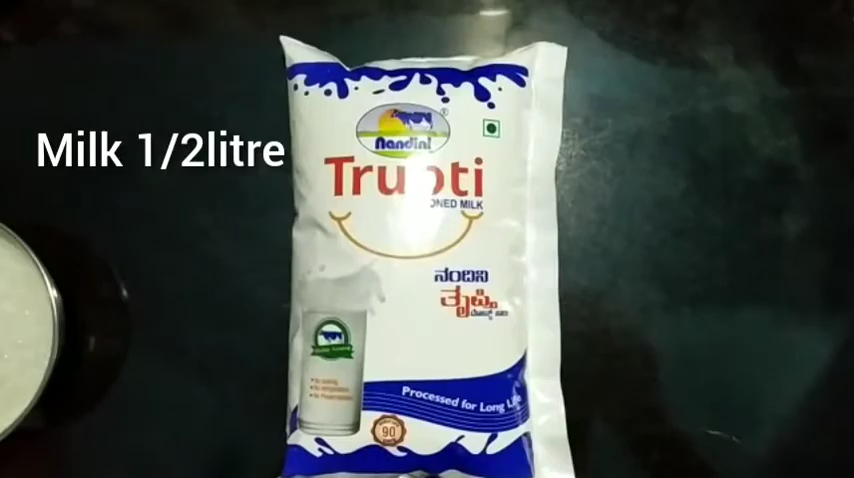 Milk 1/2litre
Nandini
Trupti
ONED MILK
ನಂದಿನಿ
ತೃಪ್ತಿ
Processed for Long Life
90